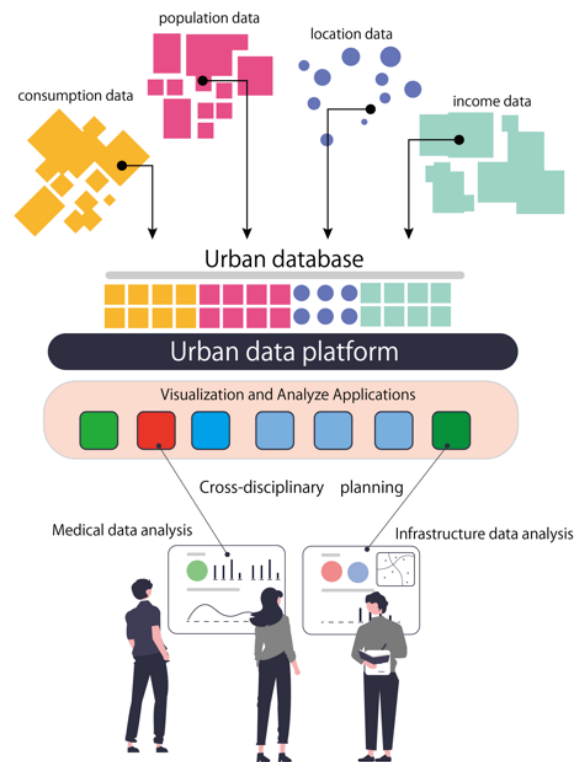 population data
location data
consumption data
income data
Urban database
Urban data platform
Visualization and Analyze Applications
Cross-disciplinary planning
Medical data analysis
Infrastructure data analysis